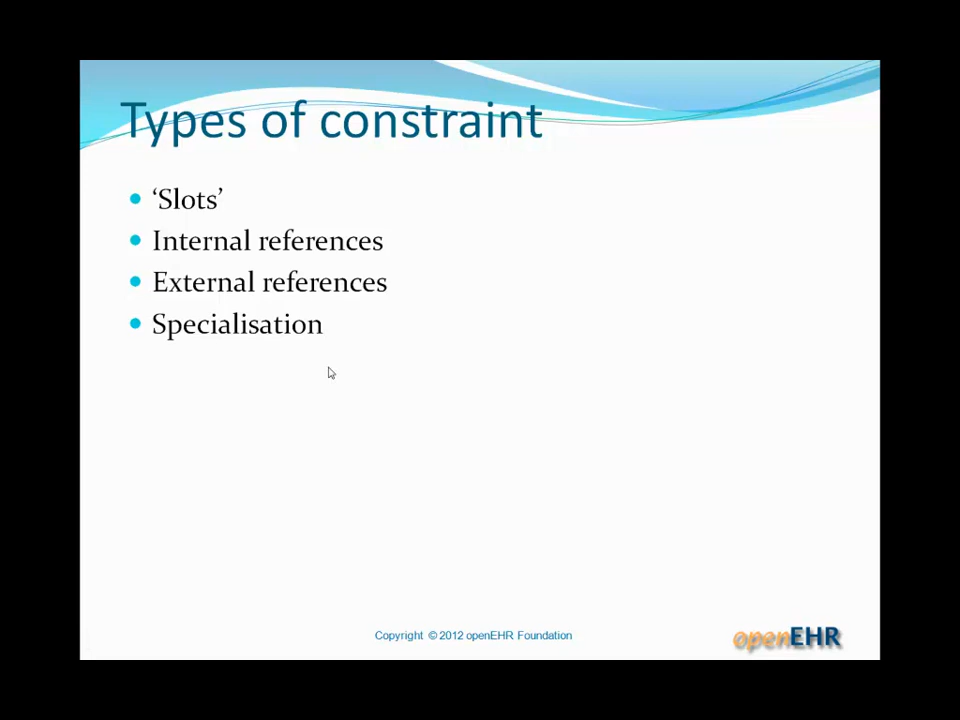 Types of constraint
‘Slots’
Internal references
External references
Specialisation
Copyright © 2012 openEHR Foundation
openEHR